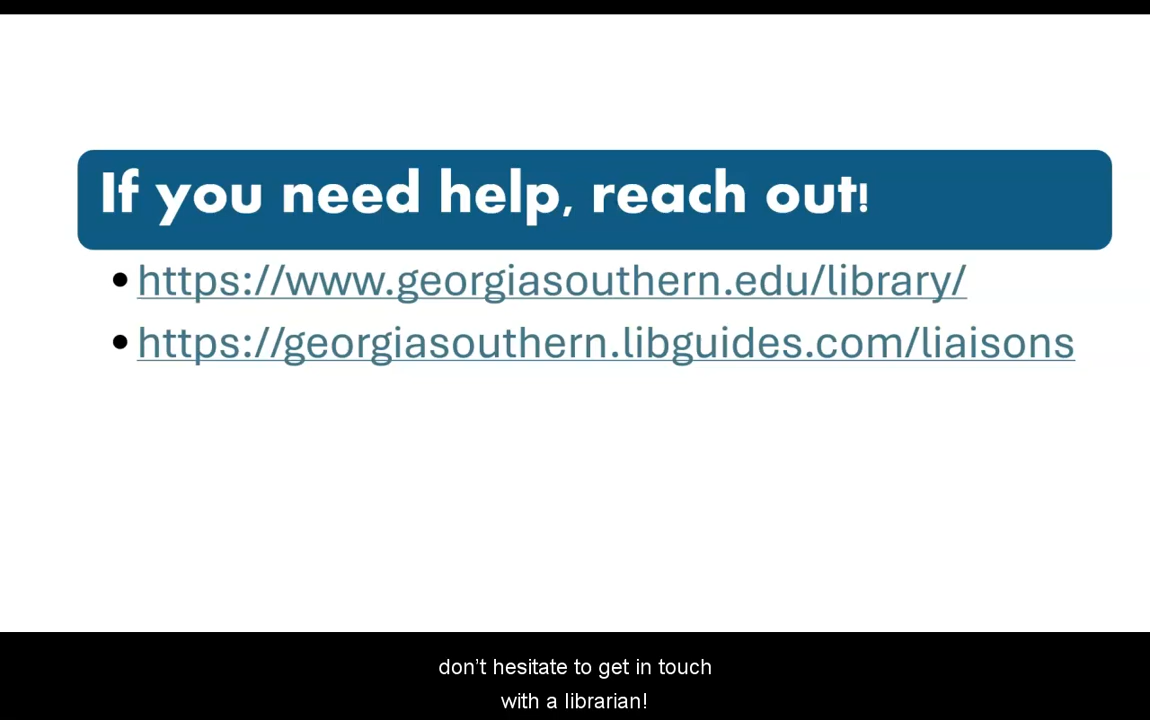 If you need help, reach out!
• https://www.georgiasouthern.edu/library/
• https://georgiasouthern.libguides.com/liaisons
don't hesitate to get in touch
with a librarian!